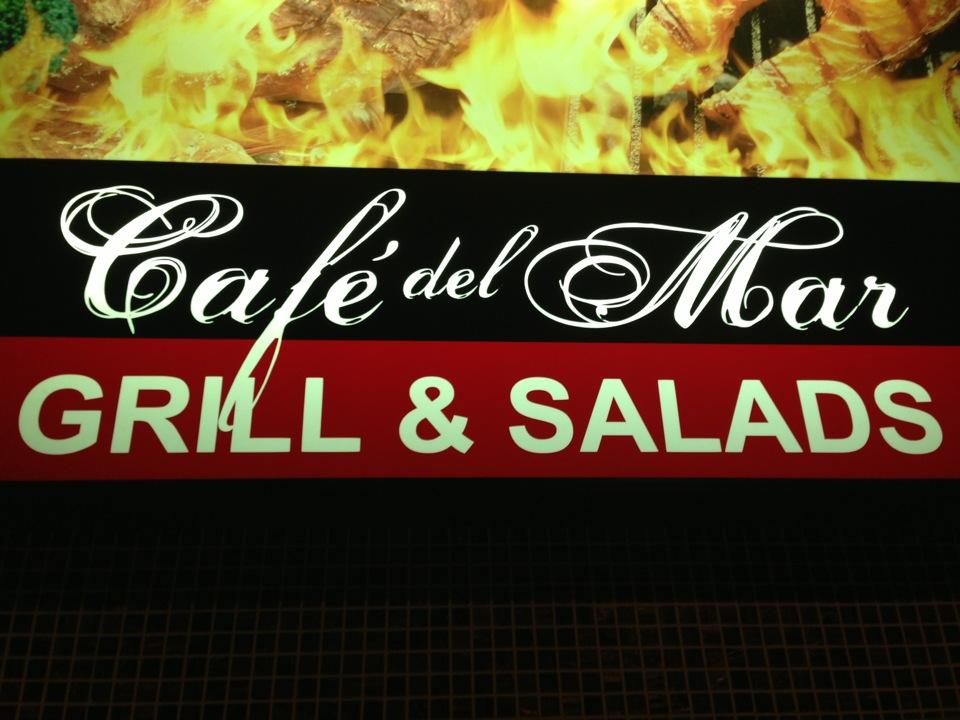 Café del Mar
GRILL & SALADS